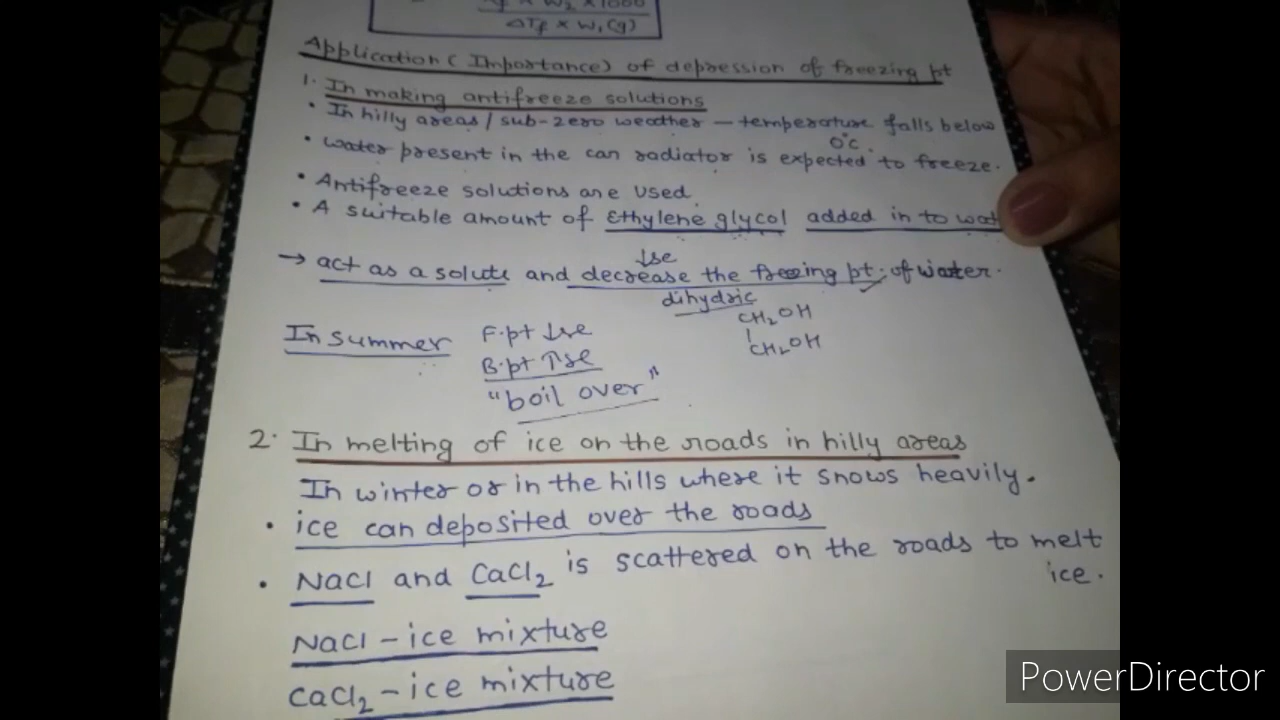 × W₂ × 1000
ΔTf × W₁(g)
Application (Importance) of depression of freezing pt
1. In making antifreeze solutions
• In hilly areas / sub-zero weather — temperature falls below
0°c.
• water present in the car radiator is expected to freeze.
• Antifreeze solutions are used.
• A suitable amount of Ethylene glycol added in to wat
↓se
→ act as a solute and decrease the freezing pt. of water.
dihydric
CH₂OH
|
CH₂OH
In summer F.pt ↓se
B.pt ↑se
"boil over"
2. In melting of ice on the roads in hilly areas
In winter or in the hills where it snows heavily.
• ice can deposited over the roads
• NaCl and CaCl₂ is scattered on the roads to melt
ice.
NaCl – ice mixture
CaCl₂ – ice mixture
PowerDirector